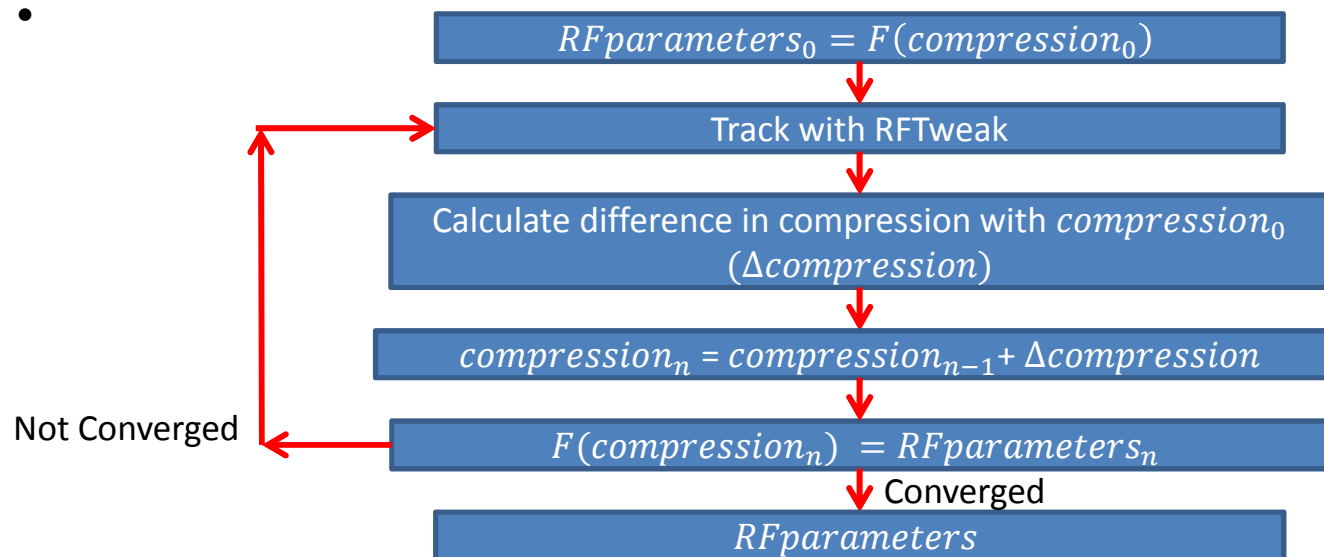 •
𝑅𝐹𝑝𝑎𝑟𝑎𝑚𝑒𝑡𝑒𝑟𝑠₀ = 𝐹(𝑐𝑜𝑚𝑝𝑟𝑒𝑠𝑠𝑖𝑜𝑛₀)
Track with RFTweak
Calculate difference in compression with 𝑐𝑜𝑚𝑝𝑟𝑒𝑠𝑠𝑖𝑜𝑛₀
(Δ𝑐𝑜𝑚𝑝𝑟𝑒𝑠𝑠𝑖𝑜𝑛)
𝑐𝑜𝑚𝑝𝑟𝑒𝑠𝑠𝑖𝑜𝑛ₙ = 𝑐𝑜𝑚𝑝𝑟𝑒𝑠𝑠𝑖𝑜𝑛ₙ₋₁+ Δ𝑐𝑜𝑚𝑝𝑟𝑒𝑠𝑠𝑖𝑜𝑛
Not Converged
𝐹(𝑐𝑜𝑚𝑝𝑟𝑒𝑠𝑠𝑖𝑜𝑛ₙ) = 𝑅𝐹𝑝𝑎𝑟𝑎𝑚𝑒𝑡𝑒𝑟𝑠ₙ
Converged
𝑅𝐹𝑝𝑎𝑟𝑎𝑚𝑒𝑡𝑒𝑟𝑠